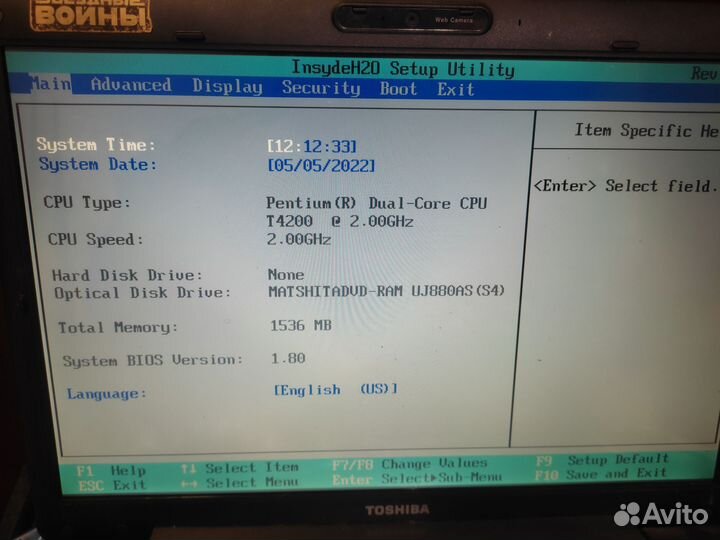 ЗВЕЗДНЫЕ
ВОЙНЫ
Web Camera
InsydeH2O Setup Utility
Rev
Main Advanced Display Security Boot Exit
Item Specific He
System Time: [12:12:33]
System Date: [05/05/2022]
<Enter> Select field.
CPU Type: Pentium(R) Dual-Core CPU
T4200 @ 2.00GHz
CPU Speed: 2.00GHz
Hard Disk Drive: None
Optical Disk Drive: MATSHITADVD-RAM UJ880AS(S4)
Total Memory: 1536 MB
System BIOS Version: 1.80
Language: [English (US)]
F1 Help ↑↓ Select Item F7/F8 Change Values F9 Setup Default
ESC Exit ←→ Select Menu Enter Select▶Sub-Menu F10 Save and Exit
TOSHIBA
Avito